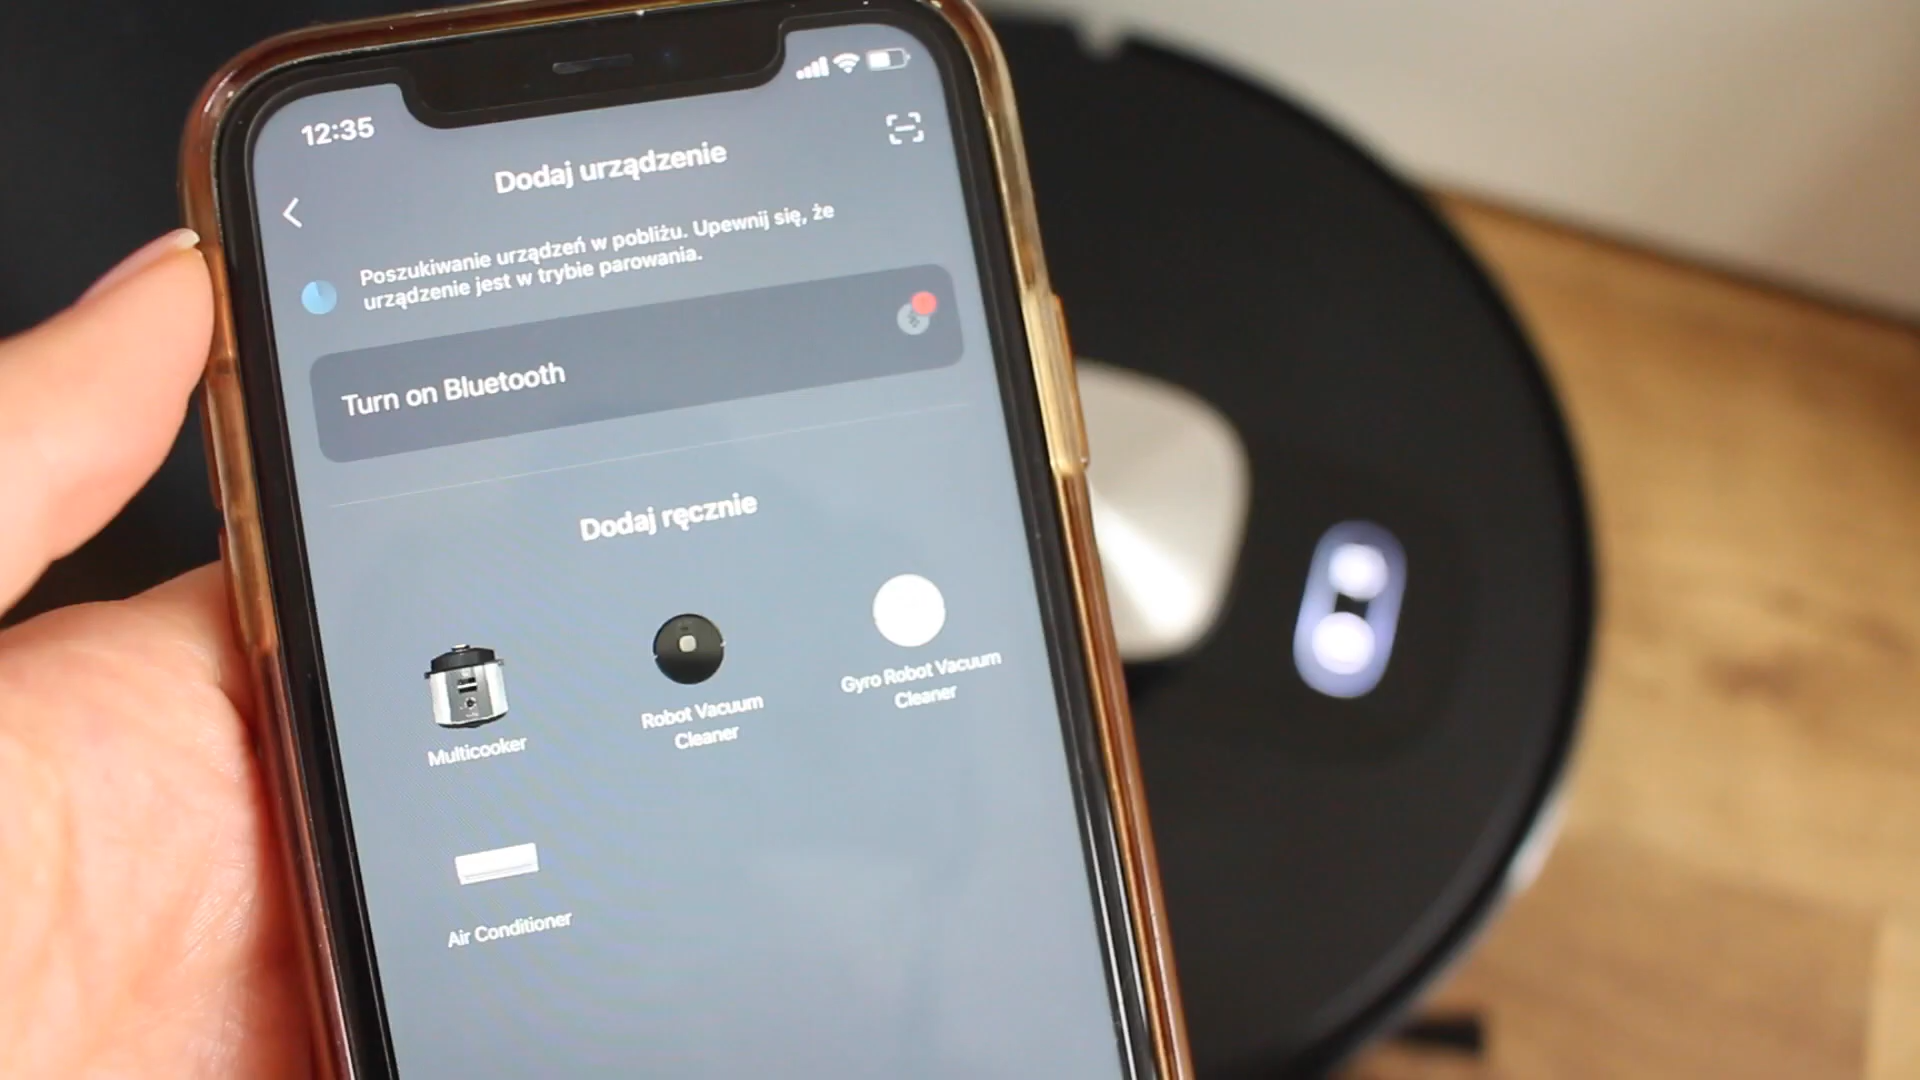 12:35
Dodaj urządzenie
Poszukiwanie urządzeń w pobliżu. Upewnij się, że
urządzenie jest w trybie parowania.
Turn on Bluetooth
Dodaj ręcznie
Multicooker
Robot Vacuum
Cleaner
Gyro Robot Vacuum
Cleaner
Air Conditioner